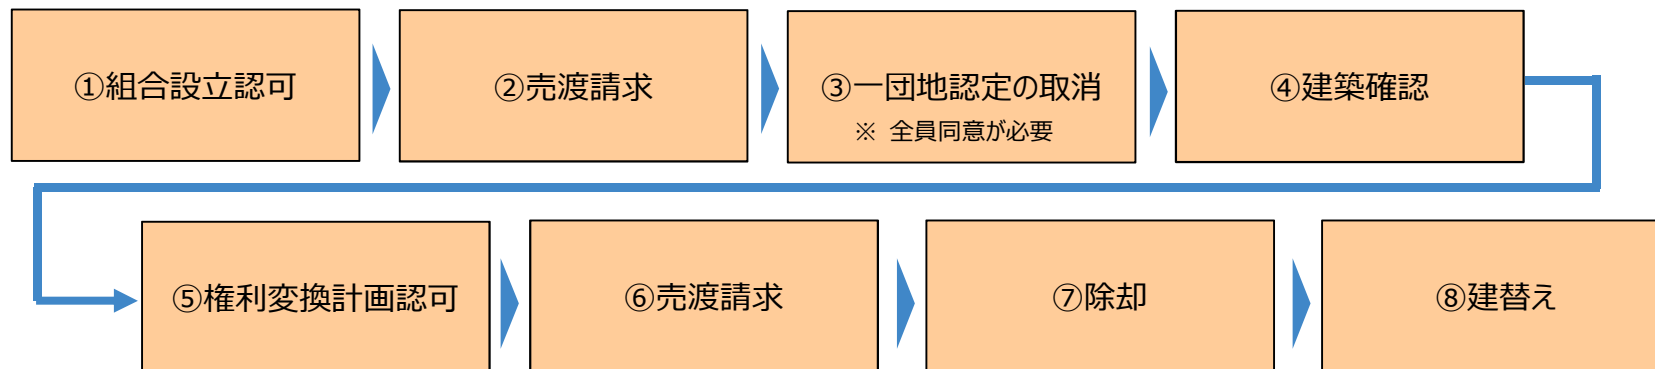 ①組合設立認可
②売渡請求
③一団地認定の取消
※ 全員同意が必要
④建築確認
⑤権利変換計画認可
⑥売渡請求
⑦除却
⑧建替え